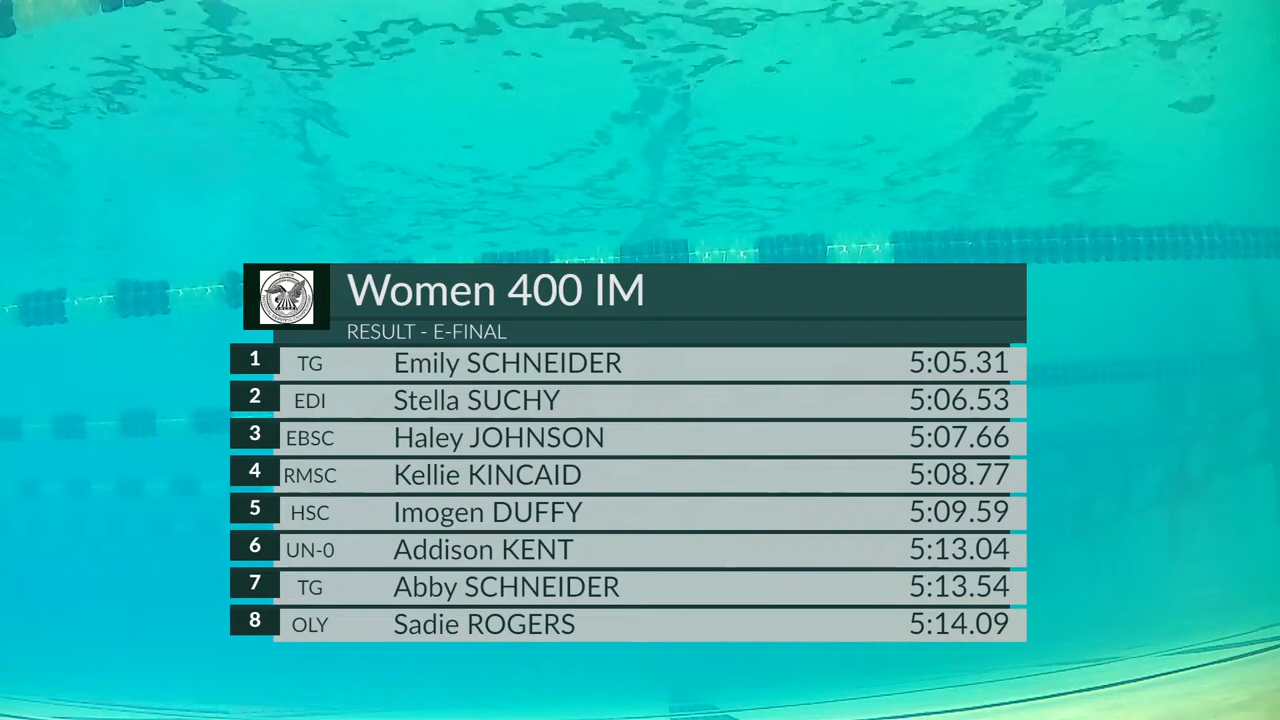 Women 400 IM
RESULT - E-FINAL
1 TG Emily SCHNEIDER 5:05.31
2 EDI Stella SUCHY 5:06.53
3 EBSC Haley JOHNSON 5:07.66
4 RMSC Kellie KINCAID 5:08.77
5 HSC Imogen DUFFY 5:09.59
6 UN-0 Addison KENT 5:13.04
7 TG Abby SCHNEIDER 5:13.54
8 OLY Sadie ROGERS 5:14.09